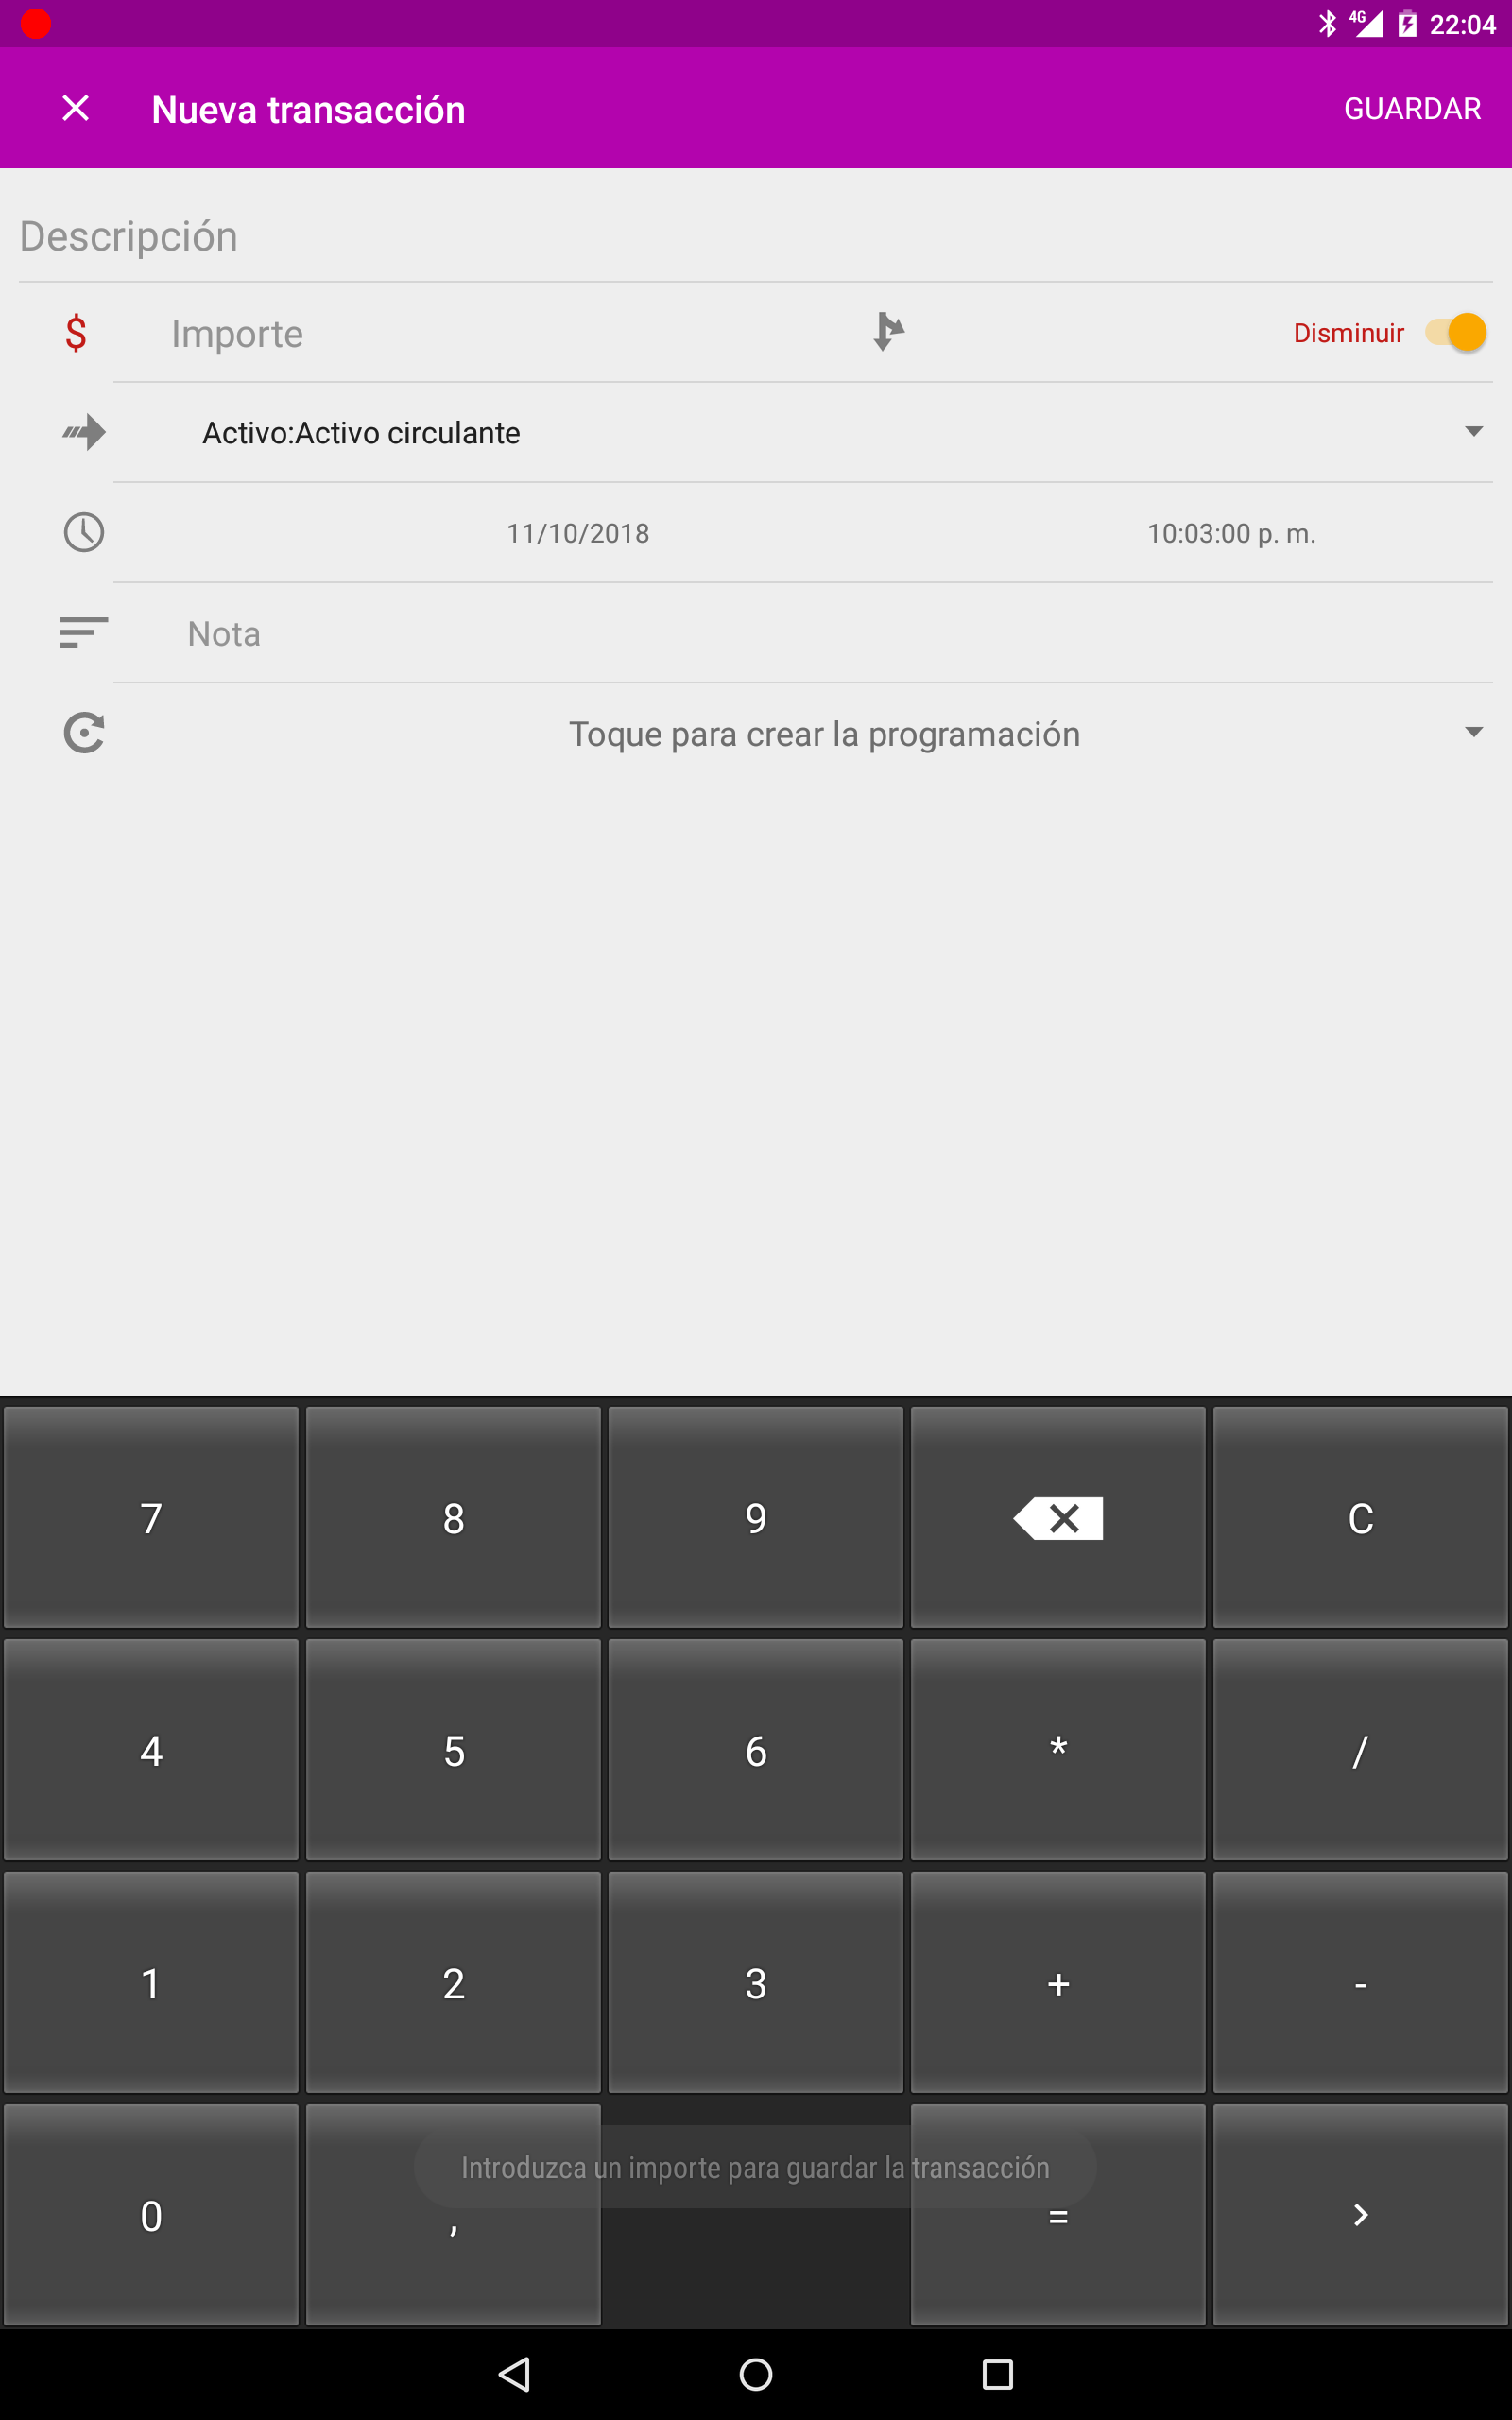 4G 22:04
Nueva transacción GUARDAR
Descripción
$ Importe Disminuir
Activo:Activo circulante
11/10/2018 10:03:00 p. m.
Nota
Toque para crear la programación
7 8 9 C
4 5 6 * /
1 2 3 + -
Introduzca un importe para guardar la transacción
0 , = >